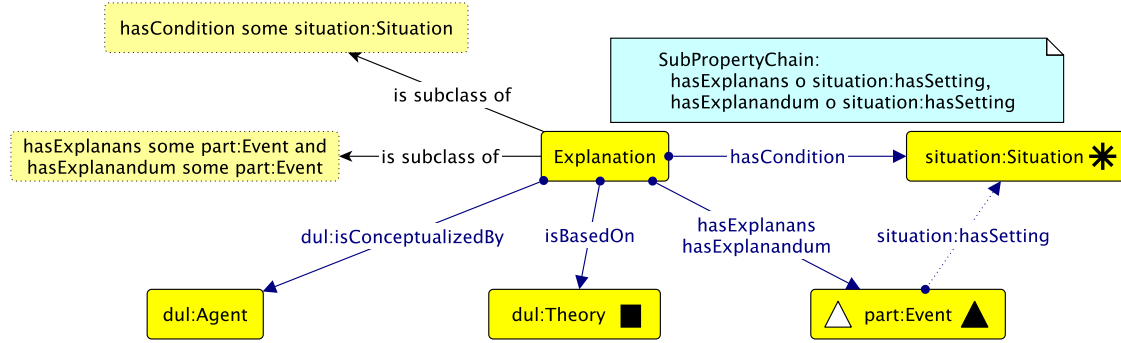 hasCondition some situation:Situation
SubPropertyChain:
hasExplanans o situation:hasSetting,
hasExplanandum o situation:hasSetting
is subclass of
hasExplanans some part:Event and
hasExplanandum some part:Event
is subclass of
Explanation
hasCondition
situation:Situation
dul:isConceptualizedBy
isBasedOn
hasExplanans
hasExplanandum
situation:hasSetting
dul:Agent
dul:Theory
part:Event